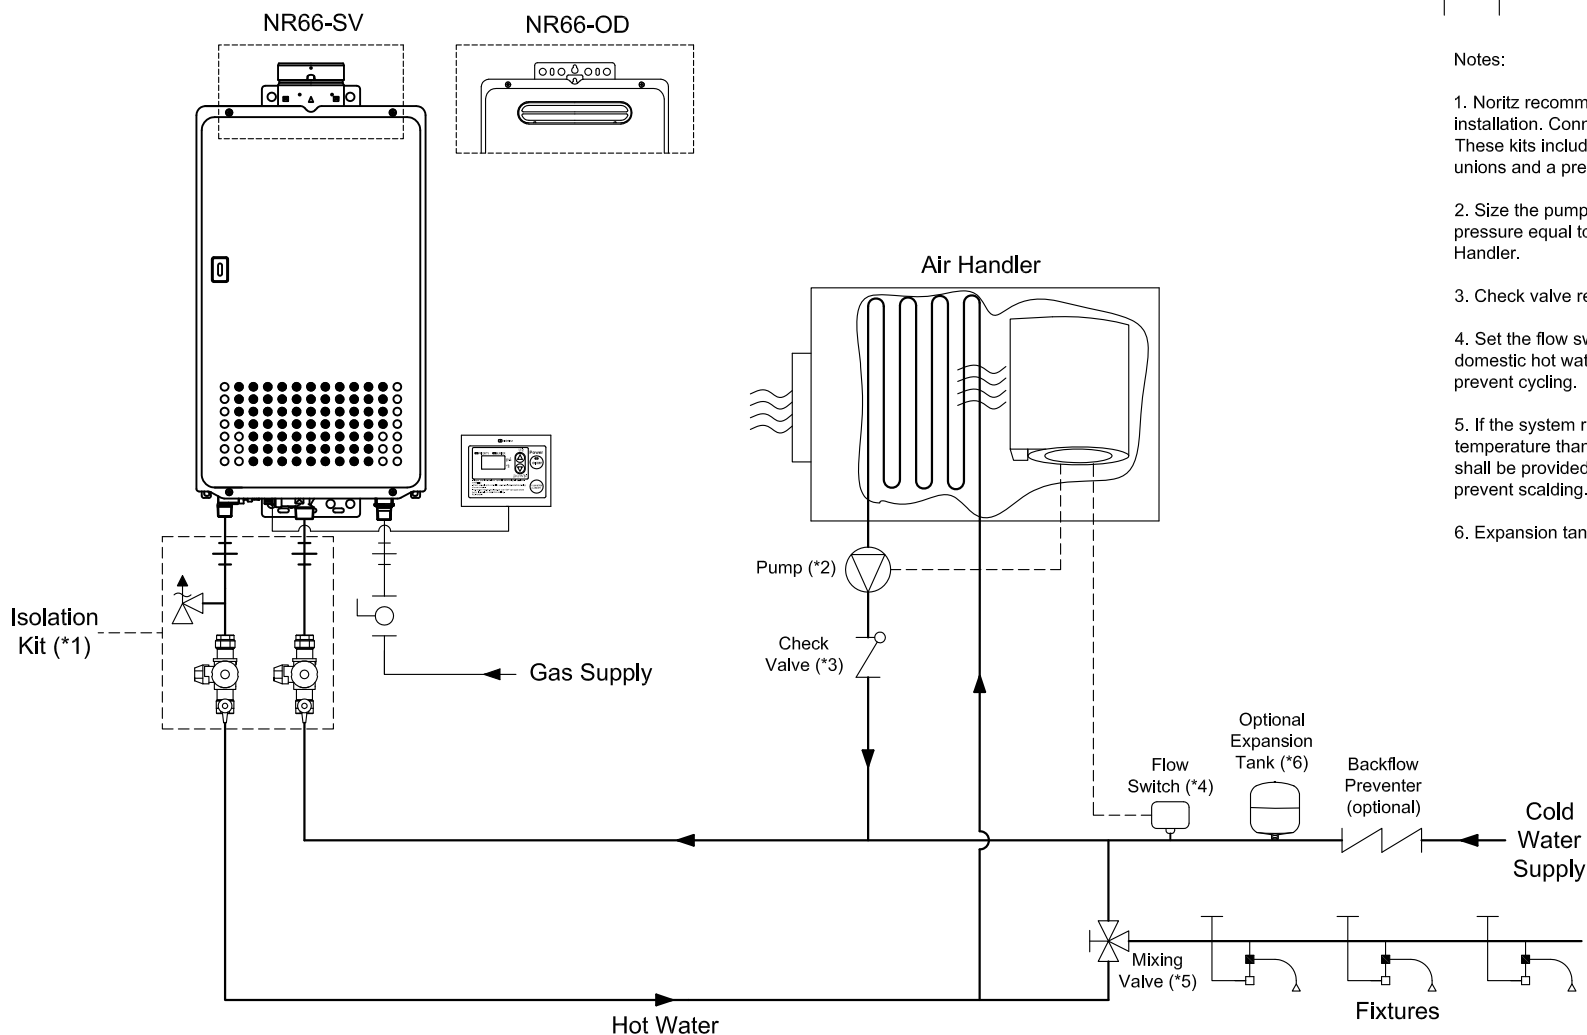 NR66-SV
NR66-OD
Notes:
1. Noritz recomm
installation. Conn
These kits includ
unions and a pre
2. Size the pump
pressure equal to
Handler.
3. Check valve re
4. Set the flow sv
domestic hot wat
prevent cycling.
5. If the system r
temperature than
shall be provided
prevent scalding.
6. Expansion tan
Air Handler
Power
Pump (*2)
Isolation
Kit (*1)
Check
Valve (*3)
Gas Supply
Flow
Switch (*4)
Optional
Expansion
Tank (*6)
Backflow
Preventer
(optional)
Cold
Water
Supply
Mixing
Valve (*5)
Fixtures
Hot Water